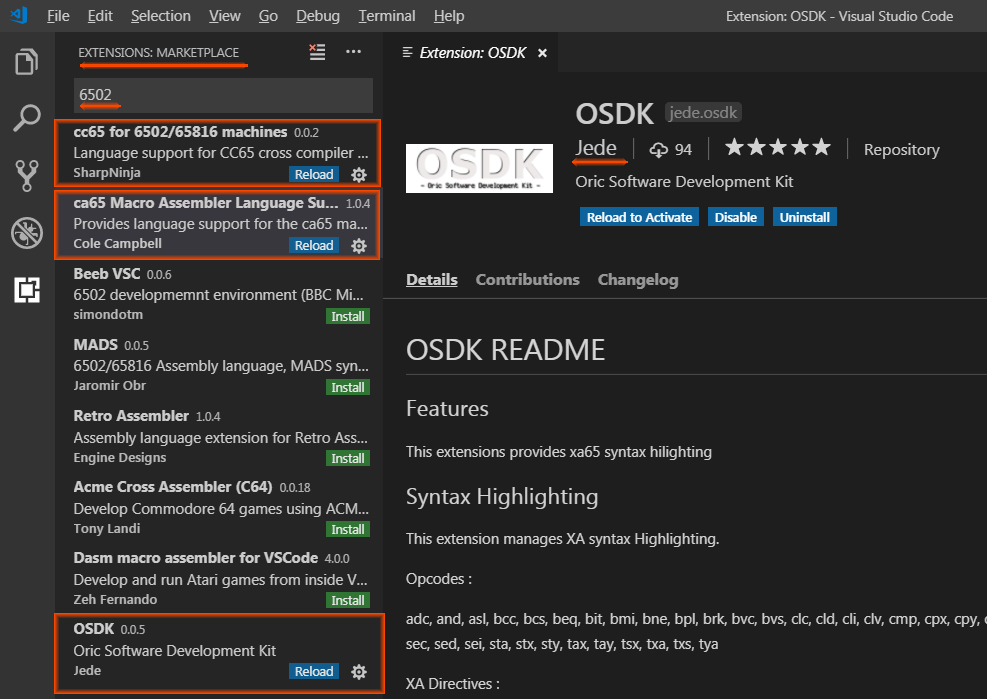 File Edit Selection View Go Debug Terminal Help
Extension: OSDK - Visual Studio Code
EXTENSIONS: MARKETPLACE
6502
cc65 for 6502/65816 machines 0.0.2
Language support for CC65 cross compiler ...
SharpNinja Reload
ca65 Macro Assembler Language Su... 1.0.4
Provides language support for the ca65 ma...
Cole Campbell Reload
Beeb VSC 0.0.6
6502 developmemnt environment (BBC Mi...
simondotm Install
MADS 0.0.5
6502/65816 Assembly language, MADS syn...
Jaromir Obr Install
Retro Assembler 1.0.4
Assembly language extension for Retro Ass...
Engine Designs Install
Acme Cross Assembler (C64) 0.0.18
Develop Commodore 64 games using ACM...
Tony Landi Install
Dasm macro assembler for VSCode 4.0.0
Develop and run Atari games from inside V...
Zeh Fernando Install
OSDK 0.0.5
Oric Software Development Kit
Jede Reload
Extension: OSDK
OSDK
- Oric Software Development Kit -
OSDK jede.osdk
Jede 94 Repository
Oric Software Development Kit
Reload to Activate Disable Uninstall
Details Contributions Changelog
OSDK README
Features
This extensions provides xa65 syntax hilighting
Syntax Highlighting
This extension manages XA syntax Highlighting.
Opcodes :
adc, and, asl, bcc, bcs, beq, bit, bmi, bne, bpl, brk, bvc, bvs, clc, cld, cli, clv, cmp, cpx, cpy,
sec, sed, sei, sta, stx, sty, tax, tay, tsx, txa, txs, tya
XA Directives :